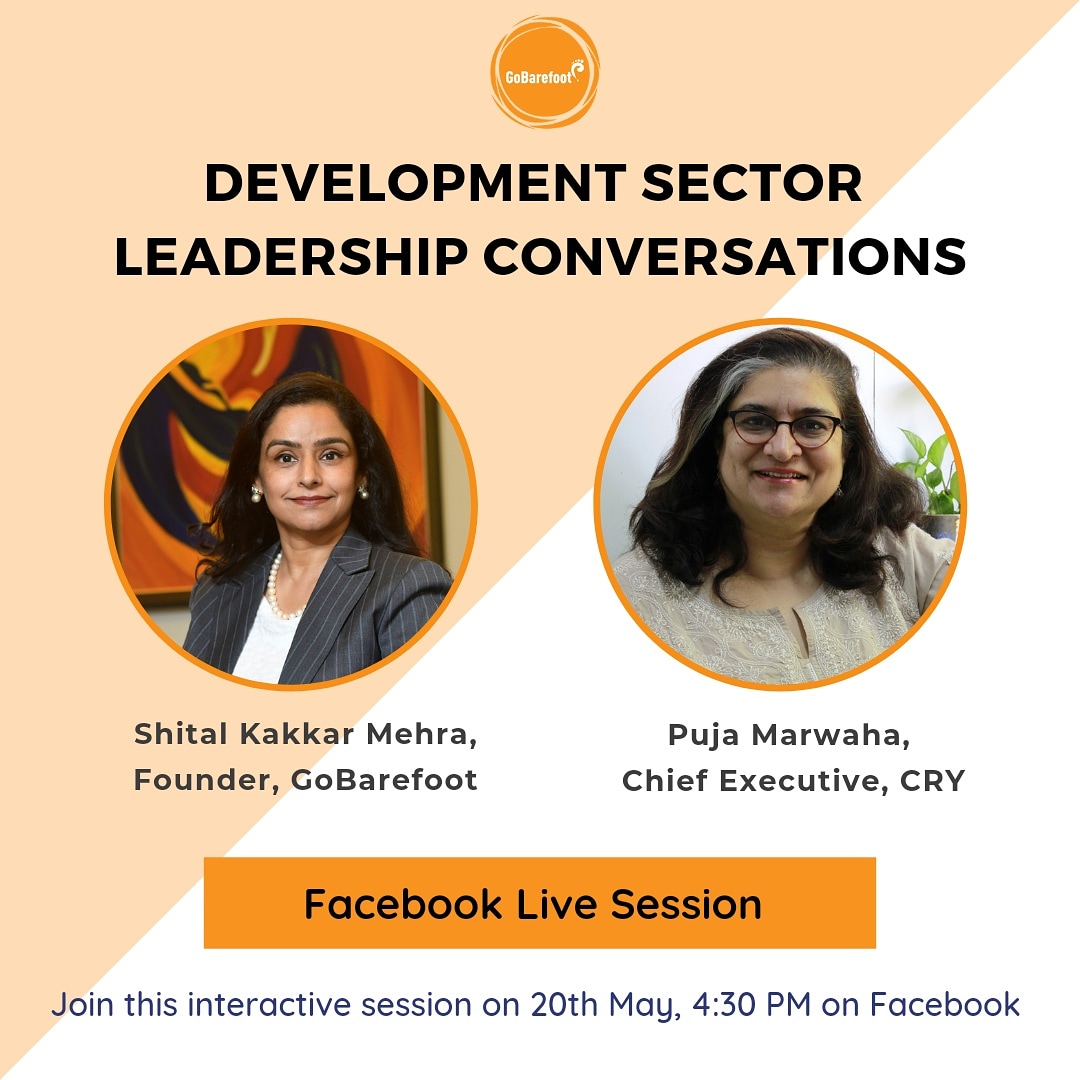 GoBarefoot
DEVELOPMENT SECTOR
LEADERSHIP CONVERSATIONS
Shital Kakkar Mehra,
Founder, GoBarefoot
Puja Marwaha,
Chief Executive, CRY
Facebook Live Session
Join this interactive session on 20th May, 4:30 PM on Facebook